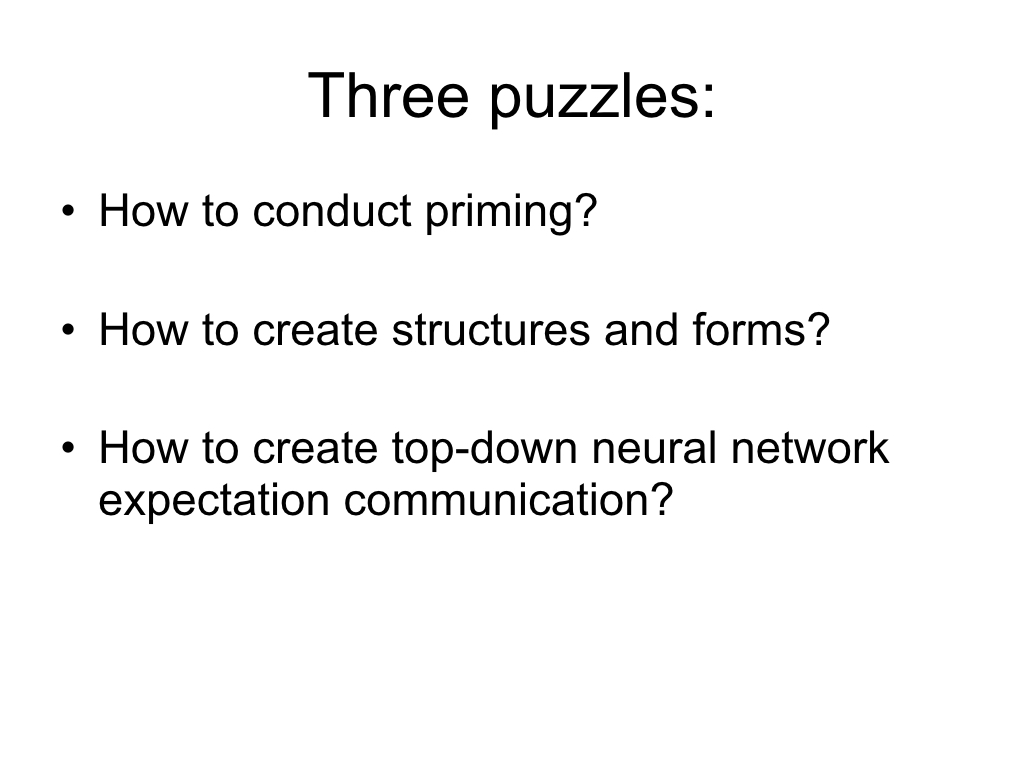 Three puzzles:
• How to conduct priming?
• How to create structures and forms?
• How to create top-down neural network
expectation communication?